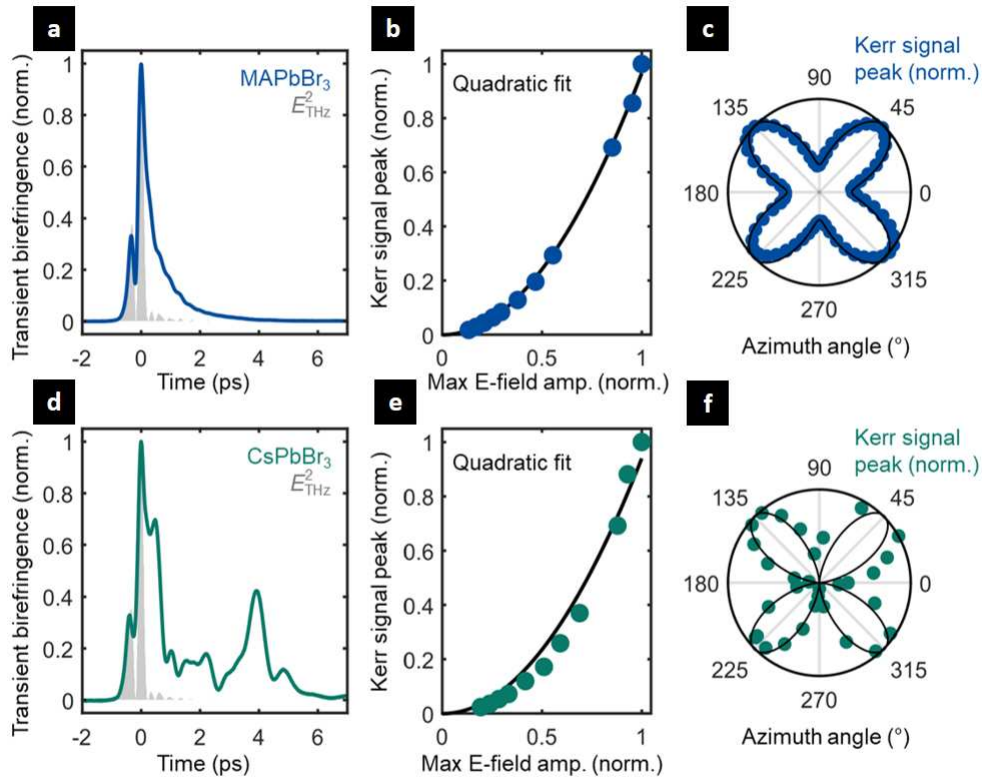 a
Transient birefringence (norm.)
1
0.8
0.6
0.4
0.2
0
MAPbBr₃
E²THz
-2 0 2 4 6
Time (ps)
b
Kerr signal peak (norm.)
1
0.8
0.6
0.4
0.2
0
Quadratic fit
0 0.5 1
Max E-field amp. (norm.)
c
Kerr signal
peak (norm.)
90
135 45
180 0
225 315
270
Azimuth angle (°)
d
Transient birefringence (norm.)
1
0.8
0.6
0.4
0.2
0
CsPbBr₃
E²THz
-2 0 2 4 6
Time (ps)
e
Kerr signal peak (norm.)
1
0.8
0.6
0.4
0.2
0
Quadratic fit
0 0.5 1
Max E-field amp. (norm.)
f
Kerr signal
peak (norm.)
90
135 45
180 0
225 315
270
Azimuth angle (°)